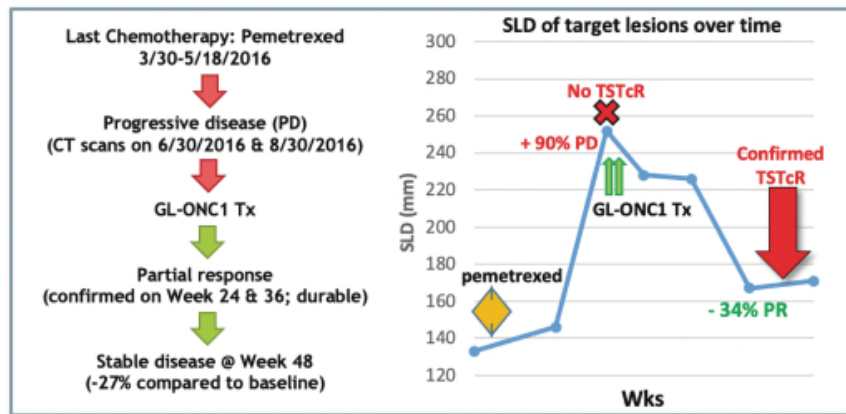 Last Chemotherapy: Pemetrexed
3/30-5/18/2016
Progressive disease (PD)
(CT scans on 6/30/2016 & 8/30/2016)
GL-ONC1 Tx
Partial response
(confirmed on Week 24 & 36; durable)
Stable disease @ Week 48
(-27% compared to baseline)
SLD of target lesions over time
300
280
260
240
220
200
180
160
140
120
SLD (mm)
No TSTcR
+ 90% PD
GL-ONC1 Tx
pemetrexed
Confirmed
TSTcR
- 34% PR
Wks